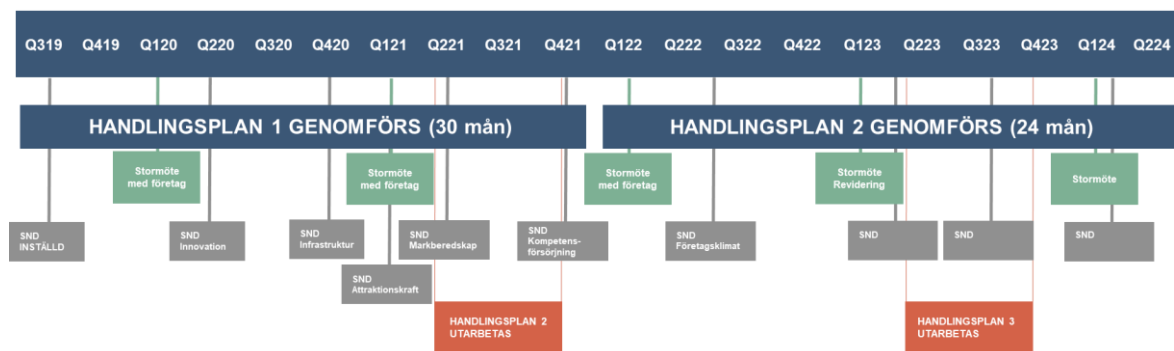 Q319 Q419 Q120 Q220 Q320 Q420 Q121 Q221 Q321 Q421 Q122 Q222 Q322 Q422 Q123 Q223 Q323 Q423 Q124 Q224
HANDLINGSPLAN 1 GENOMFÖRS (30 mån)
HANDLINGSPLAN 2 GENOMFÖRS (24 mån)
Stormöte
med företag
Stormöte
med företag
Stormöte
med företag
Stormöte
Revidering
Stormöte
SND
INSTÄLLD
SND
Innovation
SND
Infrastruktur
SND
Markberedskap
SND
Kompetens-
försörjning
SND
Företagsklimat
SND
SND
SND
SND
Attraktionskraft
HANDLINGSPLAN 2
UTARBETAS
HANDLINGSPLAN 3
UTARBETAS